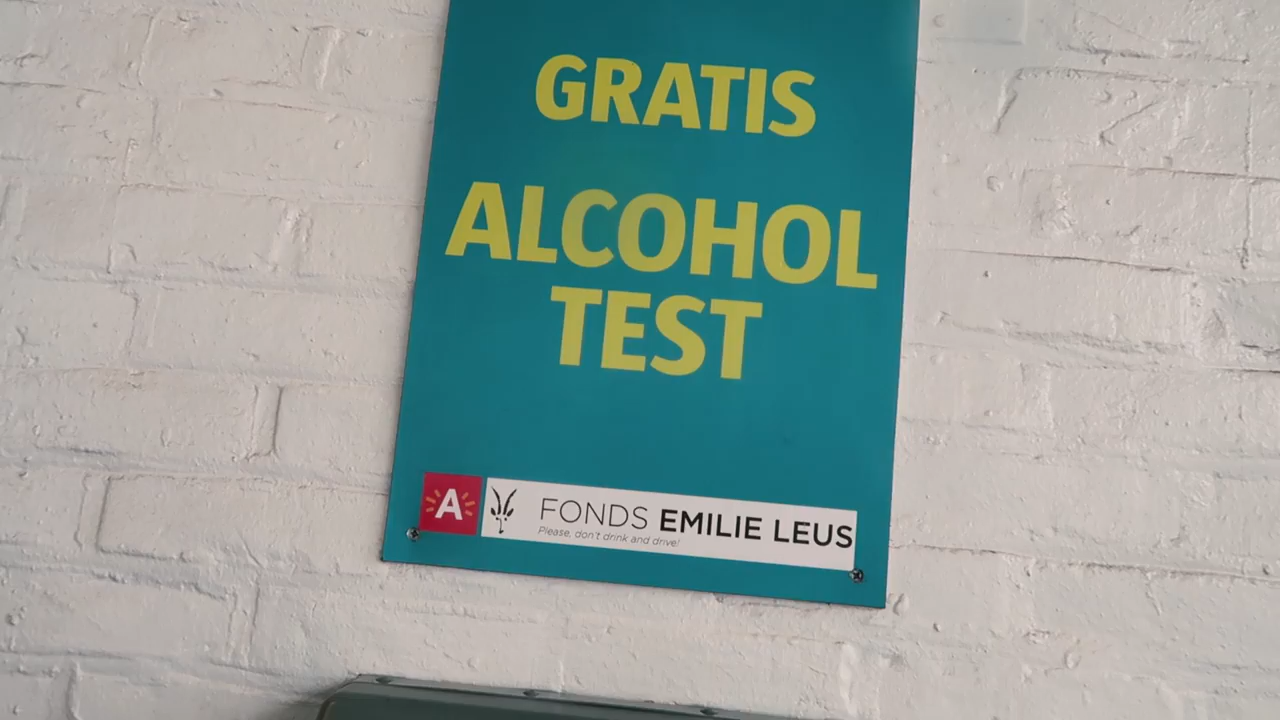 GRATIS
ALCOHOL
TEST
A
FONDS EMILIE LEUS
Please, don't drink and drive!